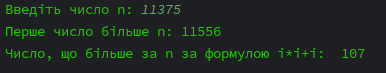 Введіть число n: 11375
Перше число більше n: 11556
Число, що більше за n за формулою i*i+i:  107